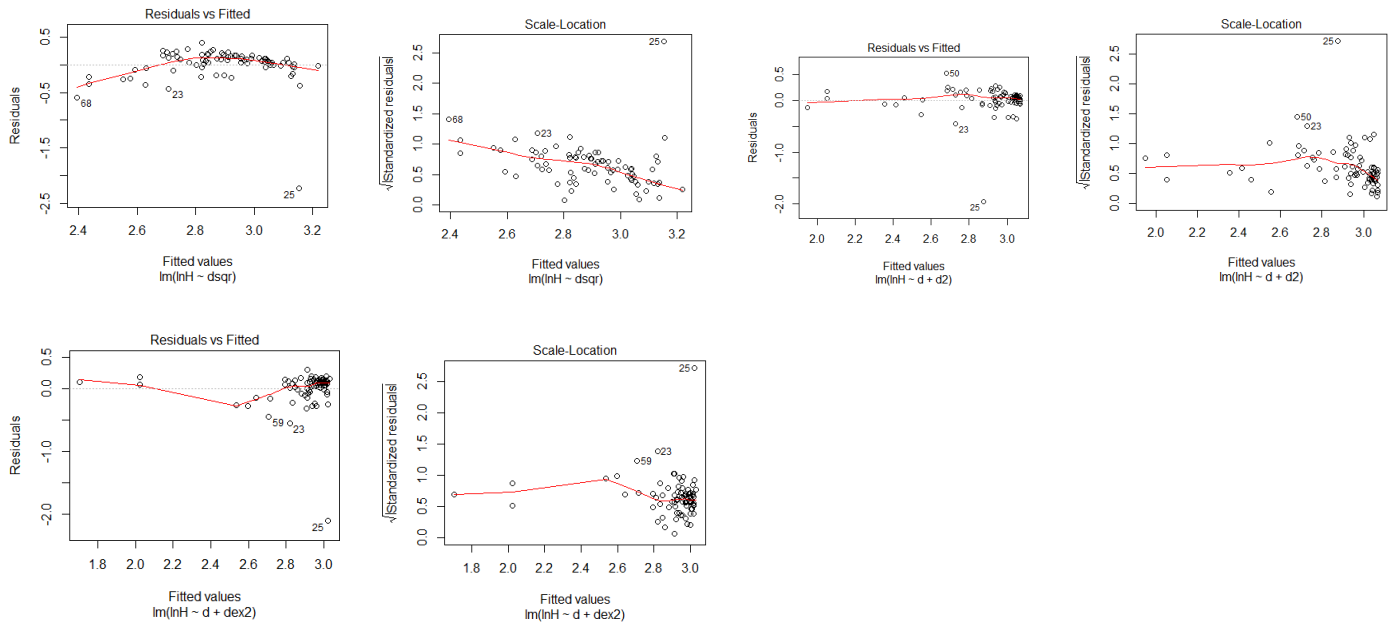 Residuals vs Fitted
Residuals
0.5
-0.5
-1.5
-2.5
68
23
25
2.4 2.6 2.8 3.0 3.2
Fitted values
lm(lnH ~ dsqr)
Scale-Location
√|Standardized residuals|
2.5
2.0
1.5
1.0
0.5
0.0
25
68
23
2.4 2.6 2.8 3.0 3.2
Fitted values
lm(lnH ~ dsqr)
Residuals vs Fitted
Residuals
0.5
0.0
-1.0
-2.0
50
23
25
2.0 2.2 2.4 2.6 2.8 3.0
Fitted values
lm(lnH ~ d + d2)
Scale-Location
√|Standardized residuals|
2.5
2.0
1.5
1.0
0.5
0.0
25
50
23
2.0 2.2 2.4 2.6 2.8 3.0
Fitted values
lm(lnH ~ d + d2)
Residuals vs Fitted
Residuals
0.5
0.0
-1.0
-2.0
59
23
25
1.8 2.0 2.2 2.4 2.6 2.8 3.0
Fitted values
lm(lnH ~ d + dex2)
Scale-Location
√|Standardized residuals|
2.5
2.0
1.5
1.0
0.5
0.0
25
23
59
1.8 2.0 2.2 2.4 2.6 2.8 3.0
Fitted values
lm(lnH ~ d + dex2)